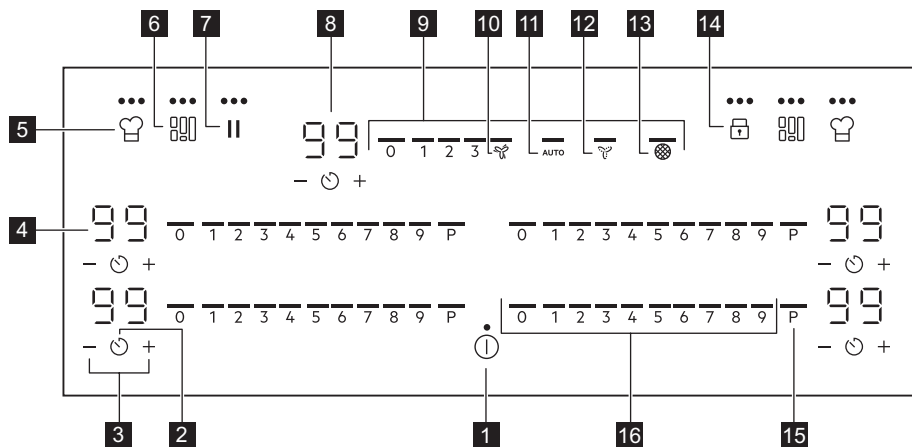 6 7 8 9 10 11 12 13 14
5
99 0 1 2 3 AUTO
− +
4 99 0 1 2 3 4 5 6 7 8 9 P 0 1 2 3 4 5 6 7 8 9 P 99
− + − +
99 0 1 2 3 4 5 6 7 8 9 P 0 1 2 3 4 5 6 7 8 9 P 99
− + − +
3 2 1 16 15